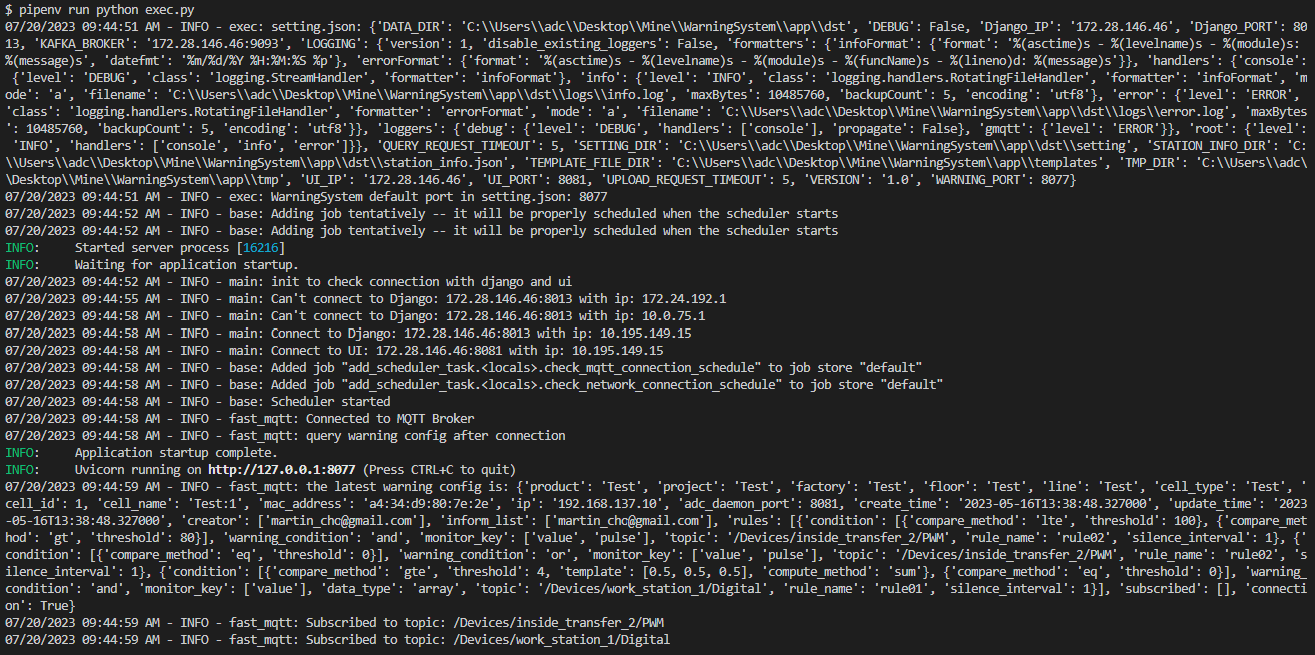 $ pipenv run python exec.py
07/20/2023 09:44:51 AM - INFO - exec: setting.json: {'DATA_DIR': 'C:\\Users\\adc\\Desktop\\Mine\\WarningSystem\\app\\dst', 'DEBUG': False, 'Django_IP': '172.28.146.46', 'Django_PORT': 80
13, 'KAFKA_BROKER': '172.28.146.46:9093', 'LOGGING': {'version': 1, 'disable_existing_loggers': False, 'formatters': {'infoFormat': {'format': '%(asctime)s - %(levelname)s - %(module)s:
%(message)s', 'datefmt': '%m/%d/%Y %H:%M:%S %p'}, 'errorFormat': {'format': '%(asctime)s - %(levelname)s - %(module)s - %(funcName)s - %(lineno)d: %(message)s'}}, 'handlers': {'console':
{'level': 'DEBUG', 'class': 'logging.StreamHandler', 'formatter': 'infoFormat'}, 'info': {'level': 'INFO', 'class': 'logging.handlers.RotatingFileHandler', 'formatter': 'infoFormat', 'm
ode': 'a', 'filename': 'C:\\Users\\adc\\Desktop\\Mine\\WarningSystem\\app\\dst\\logs\\info.log', 'maxBytes': 10485760, 'backupCount': 5, 'encoding': 'utf8'}, 'error': {'level': 'ERROR',
'class': 'logging.handlers.RotatingFileHandler', 'formatter': 'errorFormat', 'mode': 'a', 'filename': 'C:\\Users\\adc\\Desktop\\Mine\\WarningSystem\\app\\dst\\logs\\error.log', 'maxBytes
': 10485760, 'backupCount': 5, 'encoding': 'utf8'}}, 'loggers': {'debug': {'level': 'DEBUG', 'handlers': ['console'], 'propagate': False}, 'gmqtt': {'level': 'ERROR'}}, 'root': {'level':
'INFO', 'handlers': ['console', 'info', 'error']}}, 'QUERY_REQUEST_TIMEOUT': 5, 'SETTING_DIR': 'C:\\Users\\adc\\Desktop\\Mine\\WarningSystem\\app\\dst\\setting', 'STATION_INFO_DIR': 'C:
\\Users\\adc\\Desktop\\Mine\\WarningSystem\\app\\dst\\station_info.json', 'TEMPLATE_FILE_DIR': 'C:\\Users\\adc\\Desktop\\Mine\\WarningSystem\\app\\templates', 'TMP_DIR': 'C:\\Users\\adc\
\Desktop\\Mine\\WarningSystem\\app\\tmp', 'UI_IP': '172.28.146.46', 'UI_PORT': 8081, 'UPLOAD_REQUEST_TIMEOUT': 5, 'VERSION': '1.0', 'WARNING_PORT': 8077}
07/20/2023 09:44:51 AM - INFO - exec: WarningSystem default port in setting.json: 8077
07/20/2023 09:44:52 AM - INFO - base: Adding job tentatively -- it will be properly scheduled when the scheduler starts
07/20/2023 09:44:52 AM - INFO - base: Adding job tentatively -- it will be properly scheduled when the scheduler starts
INFO:     Started server process [16216]
INFO:     Waiting for application startup.
07/20/2023 09:44:52 AM - INFO - main: init to check connection with django and ui
07/20/2023 09:44:55 AM - INFO - main: Can't connect to Django: 172.28.146.46:8013 with ip: 172.24.192.1
07/20/2023 09:44:58 AM - INFO - main: Can't connect to Django: 172.28.146.46:8013 with ip: 10.0.75.1
07/20/2023 09:44:58 AM - INFO - main: Connect to Django: 172.28.146.46:8013 with ip: 10.195.149.15
07/20/2023 09:44:58 AM - INFO - main: Connect to UI: 172.28.146.46:8081 with ip: 10.195.149.15
07/20/2023 09:44:58 AM - INFO - base: Added job "add_scheduler_task.<locals>.check_mqtt_connection_schedule" to job store "default"
07/20/2023 09:44:58 AM - INFO - base: Added job "add_scheduler_task.<locals>.check_network_connection_schedule" to job store "default"
07/20/2023 09:44:58 AM - INFO - base: Scheduler started
07/20/2023 09:44:58 AM - INFO - fast_mqtt: Connected to MQTT Broker
07/20/2023 09:44:58 AM - INFO - fast_mqtt: query warning config after connection
INFO:     Application startup complete.
INFO:     Uvicorn running on http://127.0.0.1:8077 (Press CTRL+C to quit)
07/20/2023 09:44:59 AM - INFO - fast_mqtt: the latest warning config is: {'product': 'Test', 'project': 'Test', 'factory': 'Test', 'floor': 'Test', 'line': 'Test', 'cell_type': 'Test', '
cell_id': 1, 'cell_name': 'Test:1', 'mac_address': 'a4:34:d9:80:7e:2e', 'ip': '192.168.137.10', 'adc_daemon_port': 8081, 'create_time': '2023-05-16T13:38:48.327000', 'update_time': '2023
-05-16T13:38:48.327000', 'creator': ['martin_cho@gmail.com'], 'inform_list': ['martin_cho@gmail.com'], 'rules': [{'condition': [{'compare_method': 'lte', 'threshold': 100}, {'compare_met
hod': 'gt', 'threshold': 80}], 'warning_condition': 'and', 'monitor_key': ['value', 'pulse'], 'topic': '/Devices/inside_transfer_2/PWM', 'rule_name': 'rule02', 'silence_interval': 1}, {'
condition': [{'compare_method': 'eq', 'threshold': 0}], 'warning_condition': 'or', 'monitor_key': ['value', 'pulse'], 'topic': '/Devices/inside_transfer_2/PWM', 'rule_name': 'rule02', 's
ilence_interval': 1}, {'condition': [{'compare_method': 'gte', 'threshold': 4, 'template': [0.5, 0.5, 0.5], 'compute_method': 'sum'}, {'compare_method': 'eq', 'threshold': 0}], 'warning_
condition': 'and', 'monitor_key': ['value'], 'data_type': 'array', 'topic': '/Devices/work_station_1/Digital', 'rule_name': 'rule01', 'silence_interval': 1}], 'subscribed': [], 'connecti
on': True}
07/20/2023 09:44:59 AM - INFO - fast_mqtt: Subscribed to topic: /Devices/inside_transfer_2/PWM
07/20/2023 09:44:59 AM - INFO - fast_mqtt: Subscribed to topic: /Devices/work_station_1/Digital